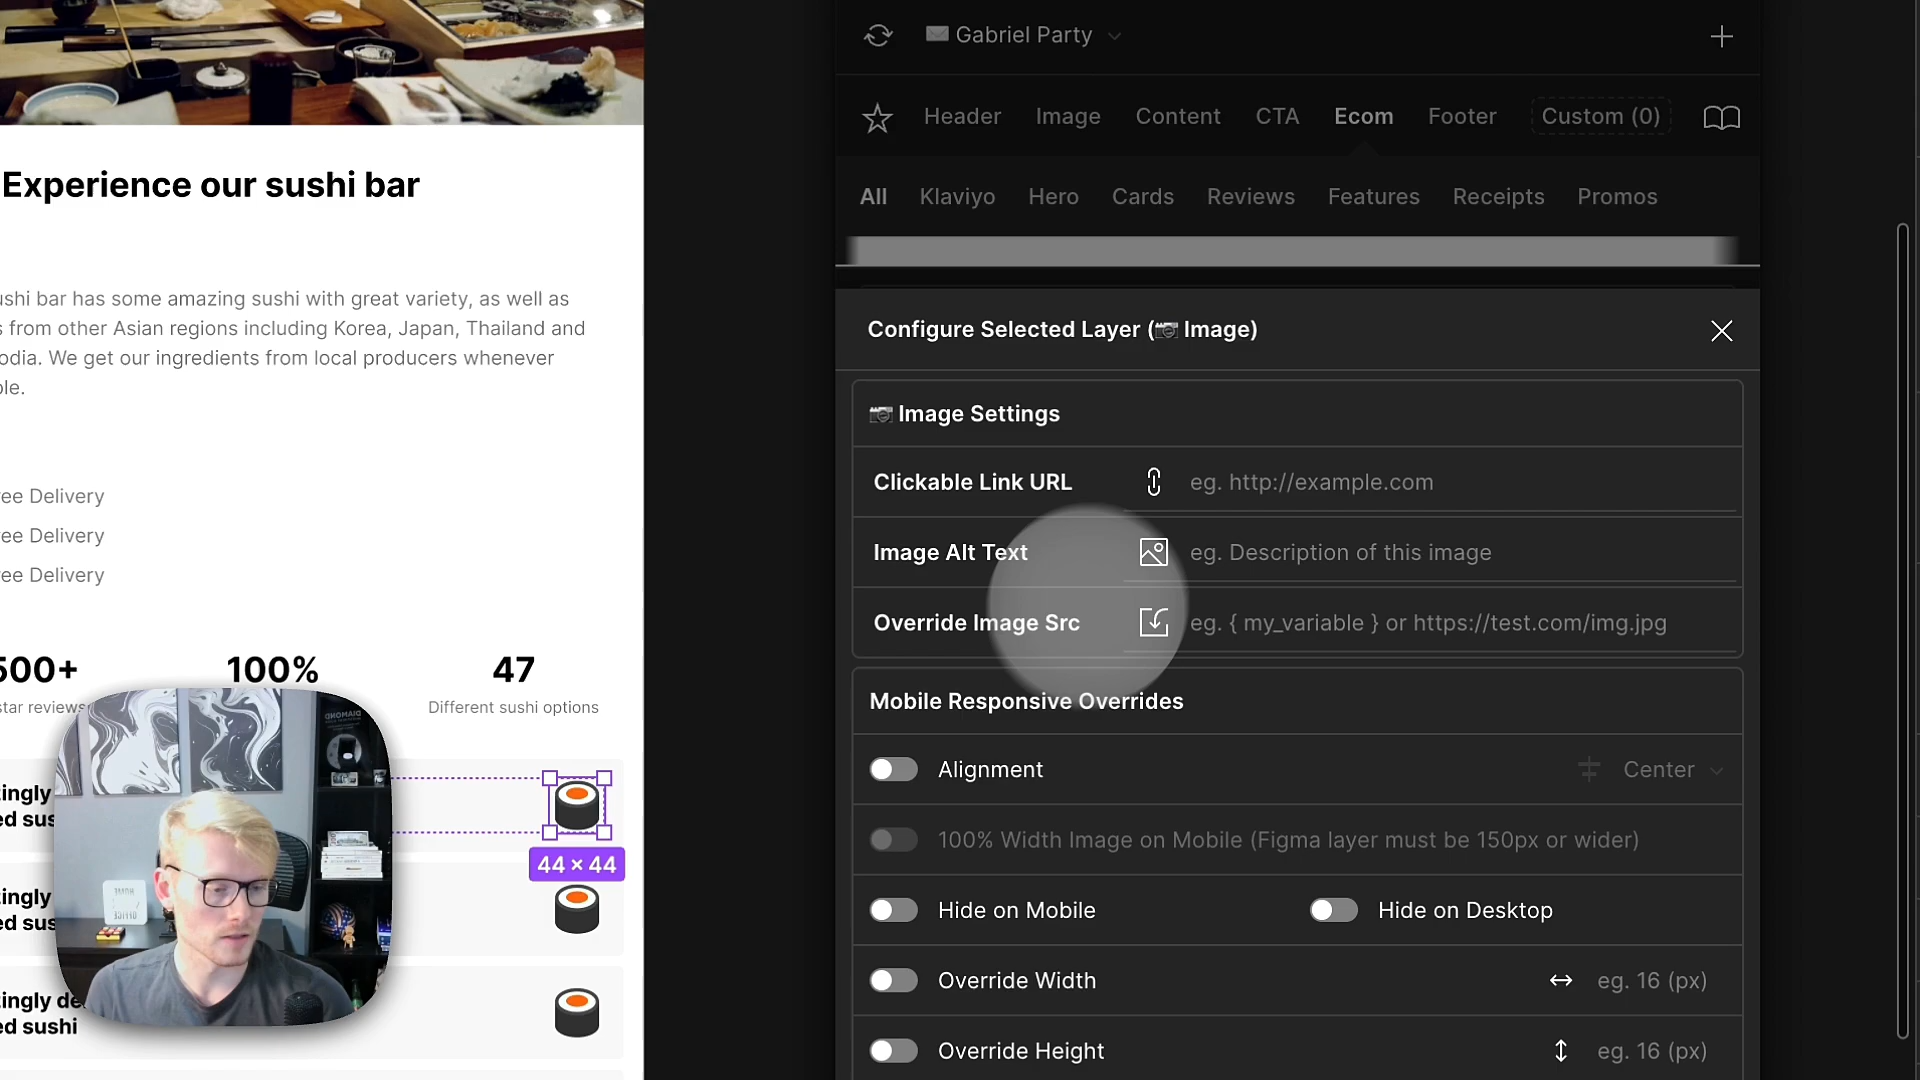 Gabriel Party
Header Image Content CTA Ecom Footer Custom (0)
All Klaviyo Hero Cards Reviews Features Receipts Promos
Experience our sushi bar
ushi bar has some amazing sushi with great variety, as well as
s from other Asian regions including Korea, Japan, Thailand and
odia. We get our ingredients from local producers whenever
ole.
ree Delivery
ree Delivery
ree Delivery
500+ 100% 47
star reviews Different sushi options
zingly
ed sus
44 × 44
zingly
ed sus
zingly de
ed sushi
Configure Selected Layer (📷 Image)
📷 Image Settings
Clickable Link URL eg. http://example.com
Image Alt Text eg. Description of this image
Override Image Src eg. { my_variable } or https://test.com/img.jpg
Mobile Responsive Overrides
Alignment Center
100% Width Image on Mobile (Figma layer must be 150px or wider)
Hide on Mobile Hide on Desktop
Override Width eg. 16 (px)
Override Height eg. 16 (px)